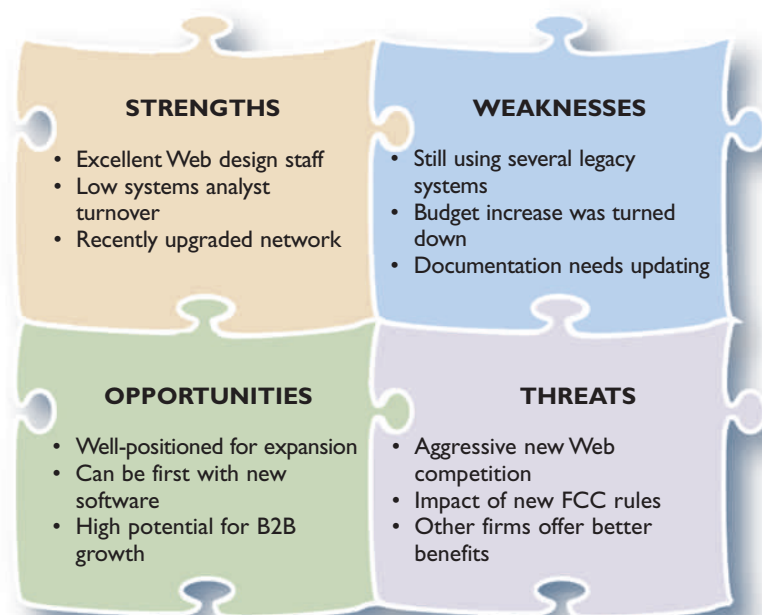 STRENGTHS
• Excellent Web design staff
• Low systems analyst
turnover
• Recently upgraded network
WEAKNESSES
• Still using several legacy
systems
• Budget increase was turned
down
• Documentation needs updating
OPPORTUNITIES
• Well-positioned for expansion
• Can be first with new
software
• High potential for B2B
growth
THREATS
• Aggressive new Web
competition
• Impact of new FCC rules
• Other firms offer better
benefits